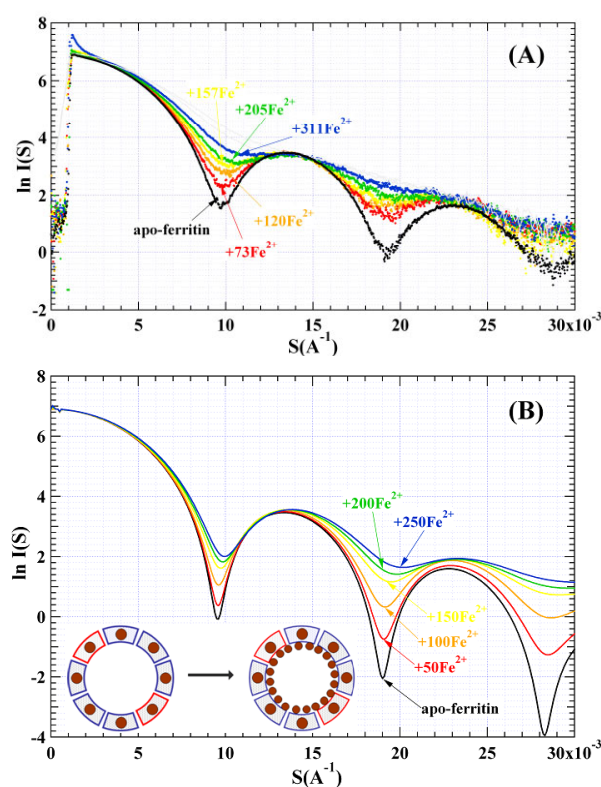 8
6
4
2
0
-2
ln I(S)
(A)
+157Fe2+
+205Fe2+
+311Fe2+
+120Fe2+
apo-ferritin
+73Fe2+
0 5 10 15 20 25 30x10-3
S(A-1)
8
6
4
2
0
-2
-4
ln I(S)
(B)
+200Fe2+
+250Fe2+
+150Fe2+
+100Fe2+
+50Fe2+
apo-ferritin
0 5 10 15 20 25 30x10-3
S(A-1)